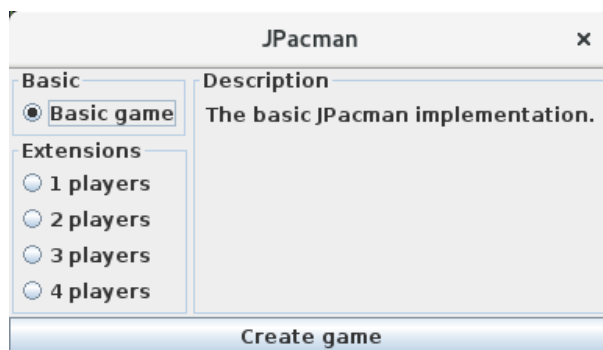 JPacman
Basic
Basic game
Extensions
1 players
2 players
3 players
4 players
Description
The basic JPacman implementation.
Create game